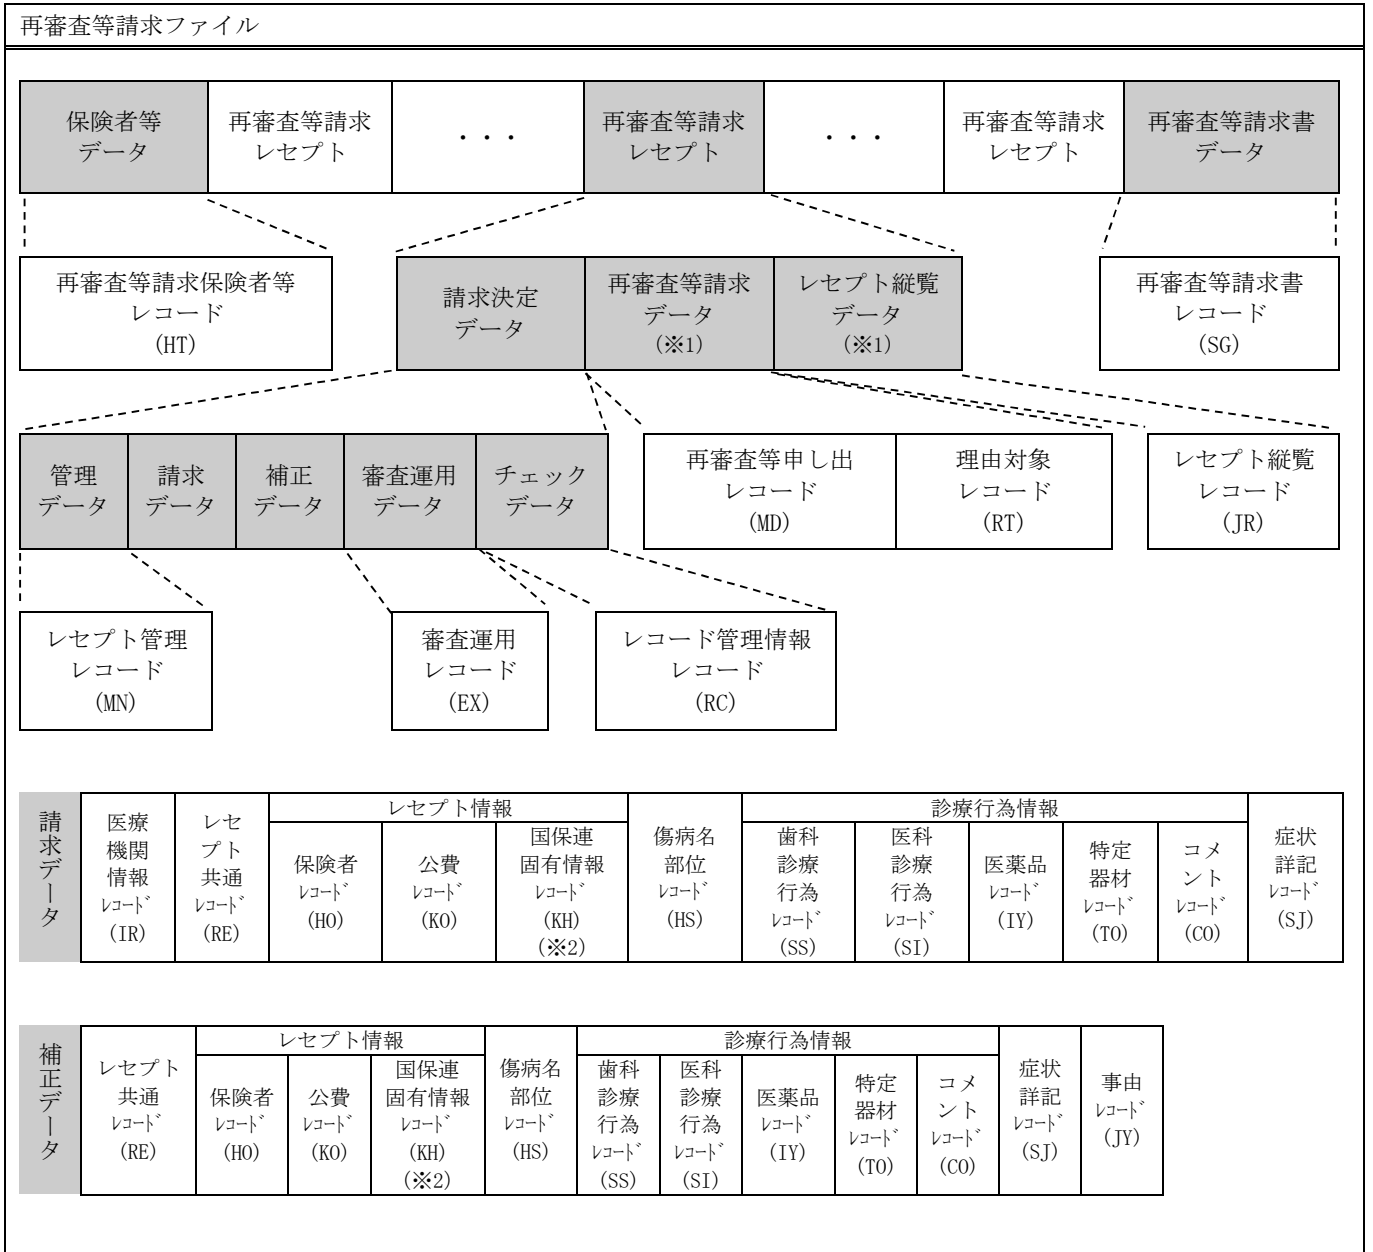 再審査等請求ファイル
保険者等
データ
再審査等請求
レセプト
・・・
再審査等請求
レセプト
・・・
再審査等請求
レセプト
再審査等請求書
データ
再審査等請求保険者等
レコード
(HT)
請求決定
データ
再審査等請求
データ
(※1)
レセプト縦覧
データ
(※1)
再審査等請求書
レコード
(SG)
管理
データ
請求
データ
補正
データ
審査運用
データ
チェック
データ
再審査等申し出
レコード
(MD)
理由対象
レコード
(RT)
レセプト縦覧
レコード
(JR)
レセプト管理
レコード
(MN)
審査運用
レコード
(EX)
レコード管理情報
レコード
(RC)
請求データ
医療
機関
情報
ﾚｺｰﾄﾞ
(IR)
レセ
プト
共通
ﾚｺｰﾄﾞ
(RE)
レセプト情報
保険者
ﾚｺｰﾄﾞ
(HO)
公費
ﾚｺｰﾄﾞ
(KO)
国保連
固有情報
ﾚｺｰﾄﾞ
(KH)
(※2)
傷病名
部位
ﾚｺｰﾄﾞ
(HS)
診療行為情報
歯科
診療
行為
ﾚｺｰﾄﾞ
(SS)
医科
診療
行為
ﾚｺｰﾄﾞ
(SI)
医薬品
ﾚｺｰﾄﾞ
(IY)
特定
器材
ﾚｺｰﾄﾞ
(TO)
コメ
ント
ﾚｺｰﾄﾞ
(CO)
症状
詳記
ﾚｺｰﾄﾞ
(SJ)
補正データ
レセプト
共通
ﾚｺｰﾄﾞ
(RE)
レセプト情報
保険者
ﾚｺｰﾄﾞ
(HO)
公費
ﾚｺｰﾄﾞ
(KO)
国保連
固有情報
ﾚｺｰﾄﾞ
(KH)
(※2)
傷病名
部位
ﾚｺｰﾄﾞ
(HS)
診療行為情報
歯科
診療
行為
ﾚｺｰﾄﾞ
(SS)
医科
診療
行為
ﾚｺｰﾄﾞ
(SI)
医薬品
ﾚｺｰﾄﾞ
(IY)
特定
器材
ﾚｺｰﾄﾞ
(TO)
コメ
ント
ﾚｺｰﾄﾞ
(CO)
症状
詳記
ﾚｺｰﾄﾞ
(SJ)
事由
ﾚｺｰﾄﾞ
(JY)